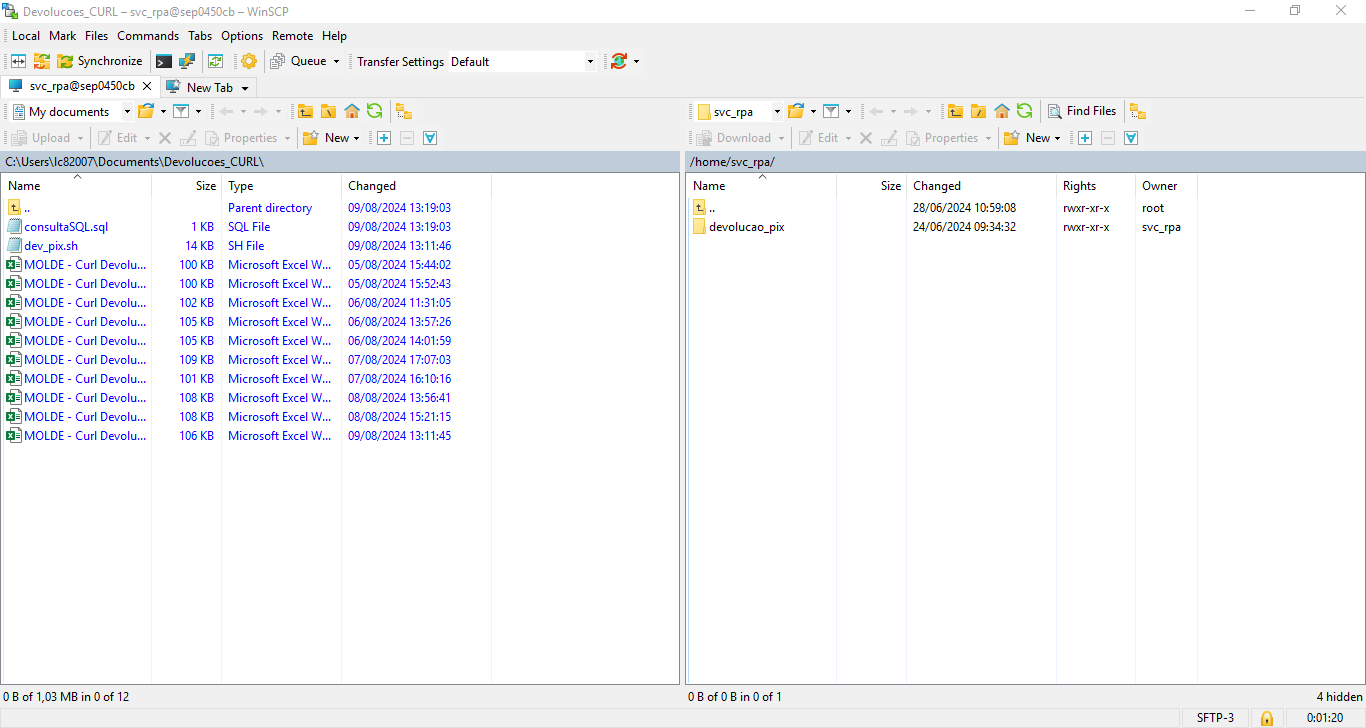 Devolucoes_CURL – svc_rpa@sep0450cb – WinSCP
Local Mark Files Commands Tabs Options Remote Help
Synchronize Queue Transfer Settings Default
svc_rpa@sep0450cb New Tab
My documents
Upload Edit Properties New
C:\Users\lc82007\Documents\Devolucoes_CURL\
Name Size Type Changed
.. Parent directory 09/08/2024 13:19:03
consultaSQL.sql 1 KB SQL File 09/08/2024 13:19:03
dev_pix.sh 14 KB SH File 09/08/2024 13:11:46
MOLDE - Curl Devolu... 100 KB Microsoft Excel W... 05/08/2024 15:44:02
MOLDE - Curl Devolu... 100 KB Microsoft Excel W... 05/08/2024 15:52:43
MOLDE - Curl Devolu... 102 KB Microsoft Excel W... 06/08/2024 11:31:05
MOLDE - Curl Devolu... 105 KB Microsoft Excel W... 06/08/2024 13:57:26
MOLDE - Curl Devolu... 105 KB Microsoft Excel W... 06/08/2024 14:01:59
MOLDE - Curl Devolu... 109 KB Microsoft Excel W... 07/08/2024 17:07:03
MOLDE - Curl Devolu... 101 KB Microsoft Excel W... 07/08/2024 16:10:16
MOLDE - Curl Devolu... 108 KB Microsoft Excel W... 08/08/2024 13:56:41
MOLDE - Curl Devolu... 108 KB Microsoft Excel W... 08/08/2024 15:21:15
MOLDE - Curl Devolu... 106 KB Microsoft Excel W... 09/08/2024 13:11:45
0 B of 1,03 MB in 0 of 12
svc_rpa Find Files
Download Edit Properties New
/home/svc_rpa/
Name Size Changed Rights Owner
.. 28/06/2024 10:59:08 rwxr-xr-x root
devolucao_pix 24/06/2024 09:34:32 rwxr-xr-x svc_rpa
0 B of 0 B in 0 of 1 4 hidden
SFTP-3 0:01:20